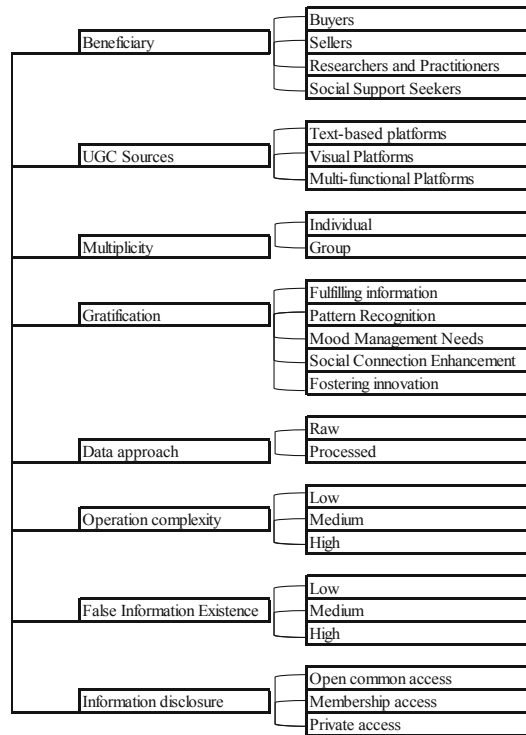 Beneficiary
Buyers
Sellers
Researchers and Practitioners
Social Support Seekers
UGC Sources
Text-based platforms
Visual Platforms
Multi-functional Platforms
Multiplicity
Individual
Group
Gratification
Fulfilling information
Pattern Recognition
Mood Management Needs
Social Connection Enhancement
Fostering innovation
Data approach
Raw
Processed
Operation complexity
Low
Medium
High
False Information Existence
Low
Medium
High
Information disclosure
Open common access
Membership access
Private access